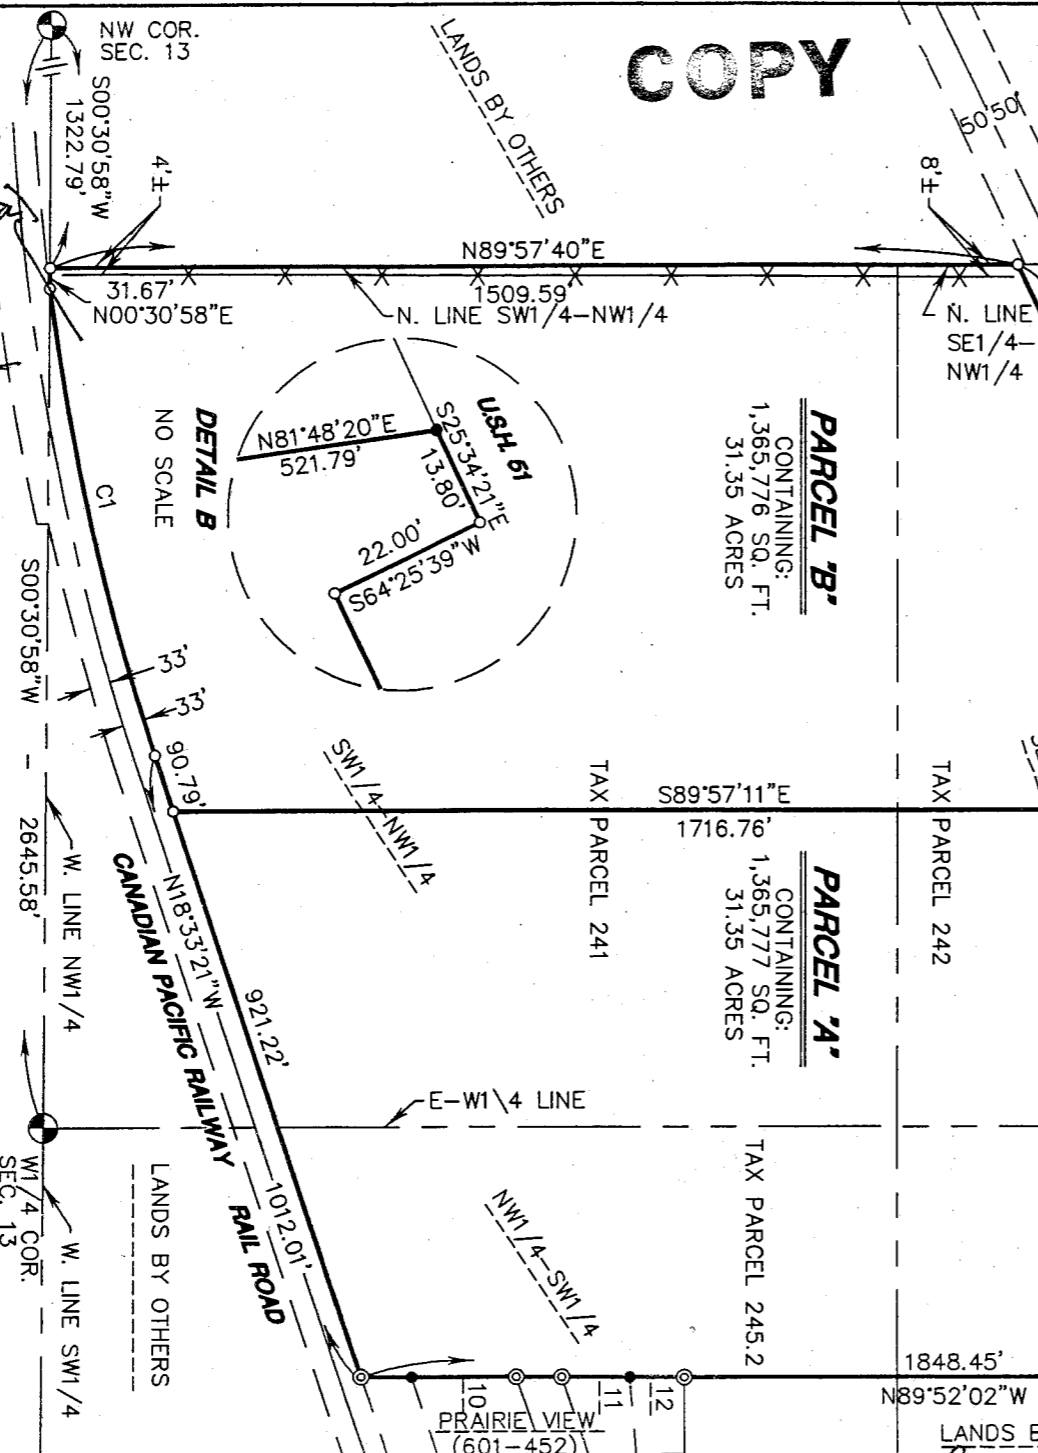 NW COR.
SEC. 13
COPY
LANDS BY OTHERS
50'
50'
S00°30'58"W
1322.79'
4'±
8'±
N89°57'40"E
1509.59'
31.67'
N00°30'58"E
N. LINE SW1/4-NW1/4
N. LINE
SE1/4-
NW1/4
DETAIL B
NO SCALE
U.S.H. 61
N81°48'20"E
521.79'
S25°34'21"E
13.80'
22.00'
S64°25'39"W
PARCEL "B"
CONTAINING:
1,365,776 SQ. FT.
31.35 ACRES
C1
S00°30'58"W - 2645.58'
33'
33'
90.79'
SW1/4-NW1/4
TAX PARCEL 241
S89°57'11"E
1716.76'
TAX PARCEL 242
PARCEL "A"
CONTAINING:
1,365,777 SQ. FT.
31.35 ACRES
W. LINE NW1/4
N18°33'21"W
921.22'
1012.01'
CANADIAN PACIFIC RAILWAY
RAIL ROAD
E-W1\4 LINE
W1/4 COR.
SEC. 13
W. LINE SW1/4
LANDS BY OTHERS
NW1/4-SW1/4
TAX PARCEL 245.2
1848.45'
N89°52'02"W
10
11
12
PRAIRIE VIEW
(601-452)
LANDS B